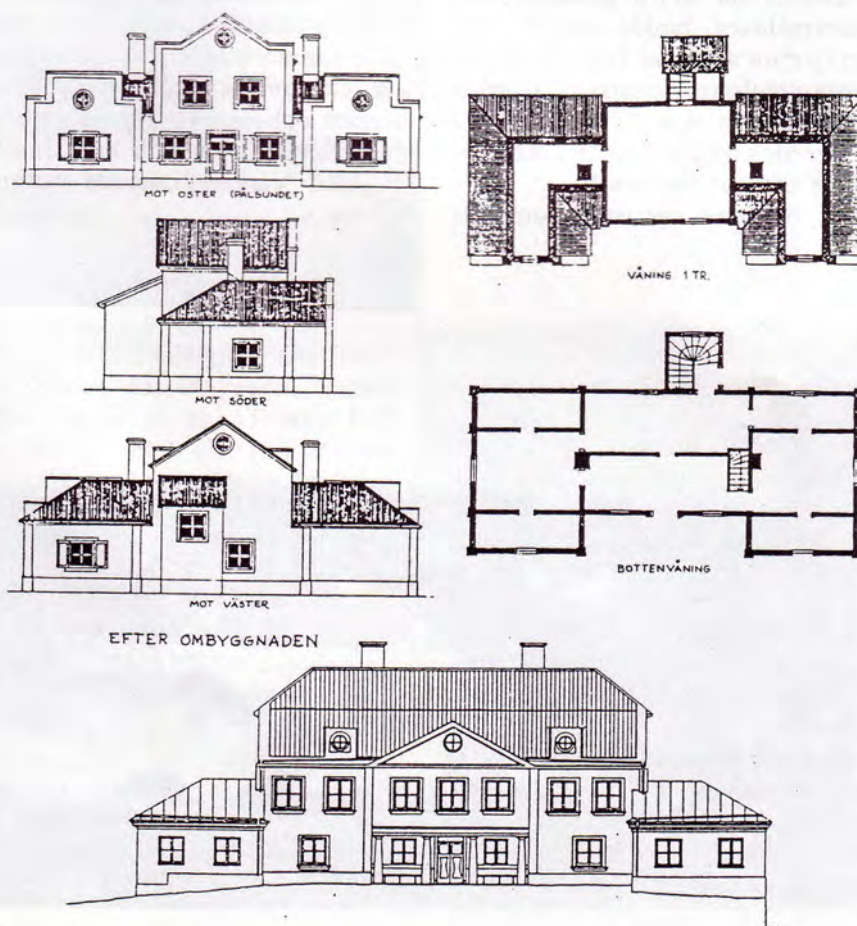 MOT ÖSTER (PÅLSUNDET)
VÅNING 1 TR.
MOT SÖDER
MOT VÄSTER
BOTTENVÅNING
EFTER OMBYGGNADEN